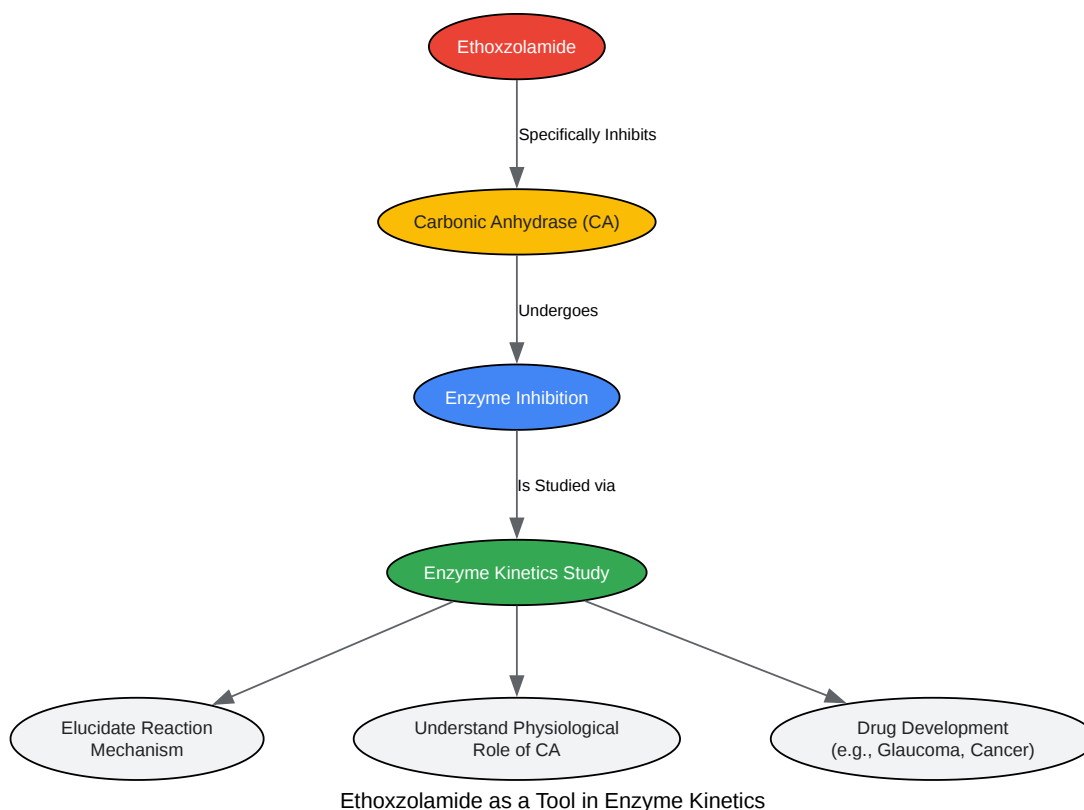 Ethoxzolamide
Specifically Inhibits
Carbonic Anhydrase (CA)
Undergoes
Enzyme Inhibition
Is Studied via
Enzyme Kinetics Study
Elucidate Reaction
Mechanism
Understand Physiological
Role of CA
Drug Development
(e.g., Glaucoma, Cancer)
Ethoxzolamide as a Tool in Enzyme Kinetics